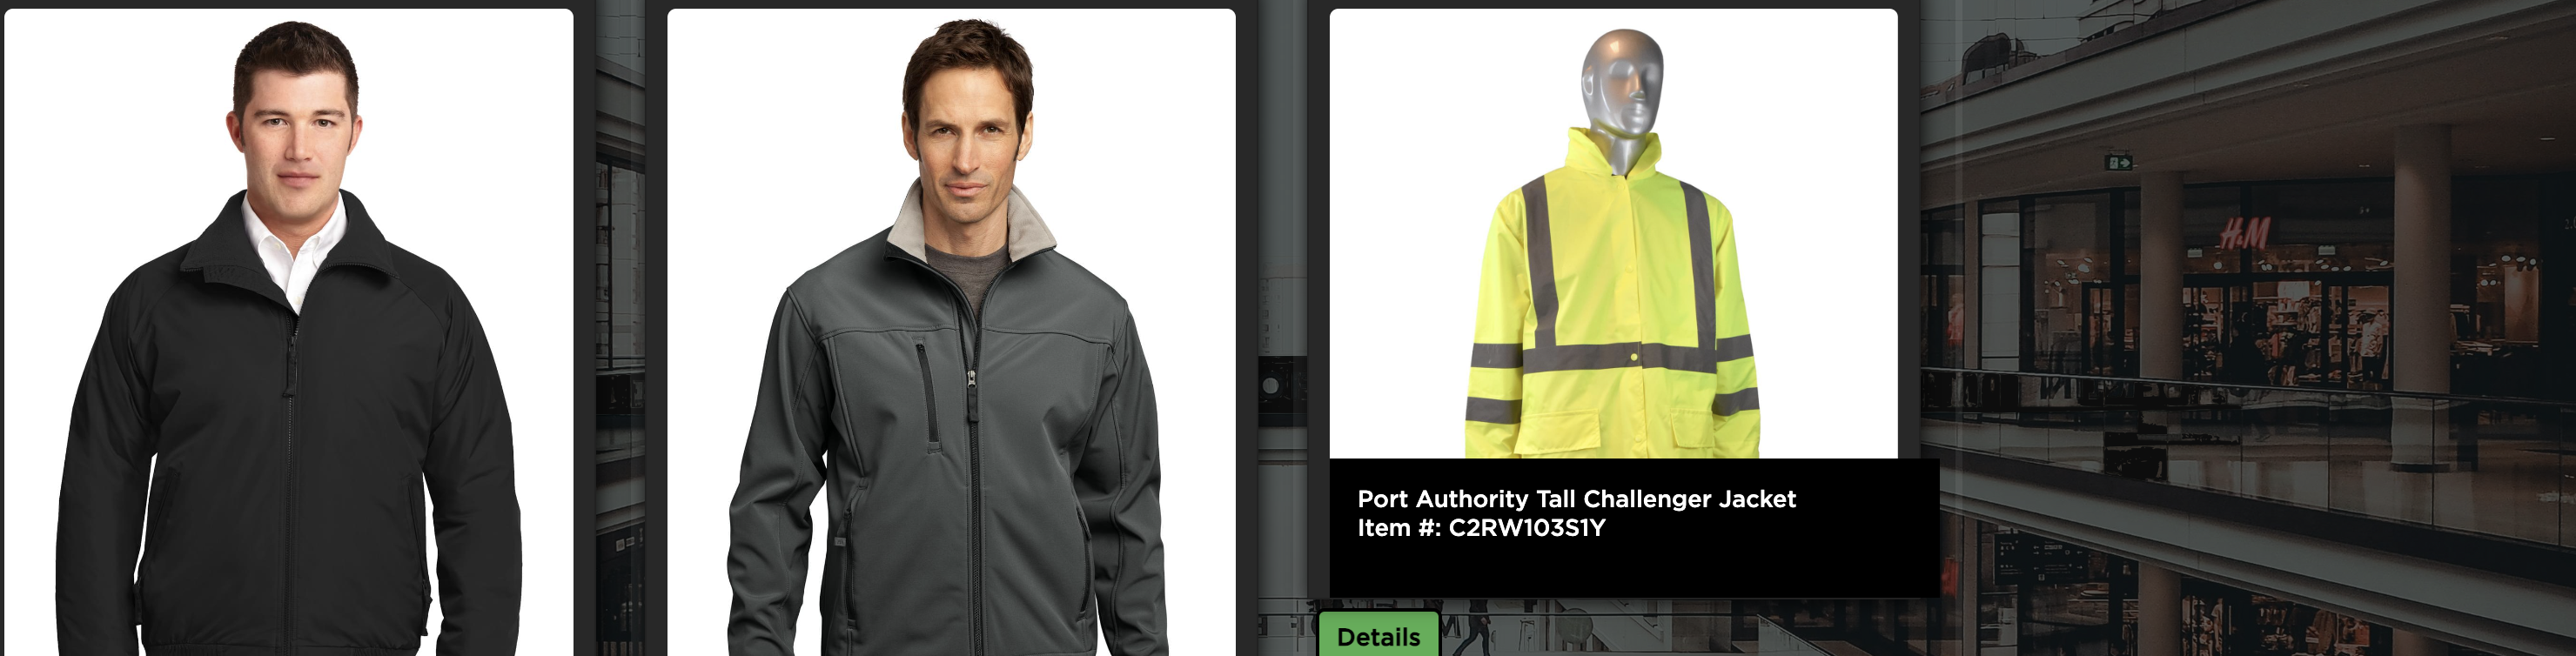 H&M
Port Authority Tall Challenger Jacket
Item #: C2RW103S1Y
Details